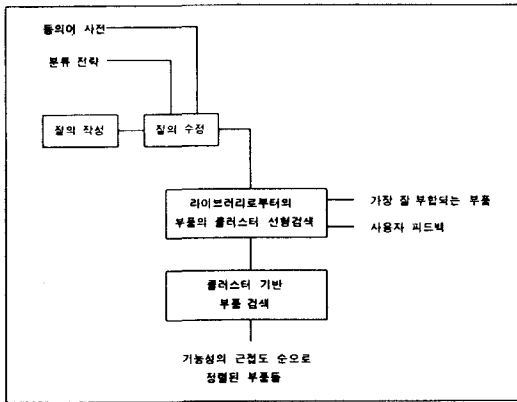 동의어 사전
분류 전략
질의 작성
질의 수정
라이브러리로부터의
부품의 클러스터 선형검색
가장 잘 부합되는 부품
사용자 피드백
클러스터 기반
부품 검색
기능성의 근접도 순으로
정렬된 부품들